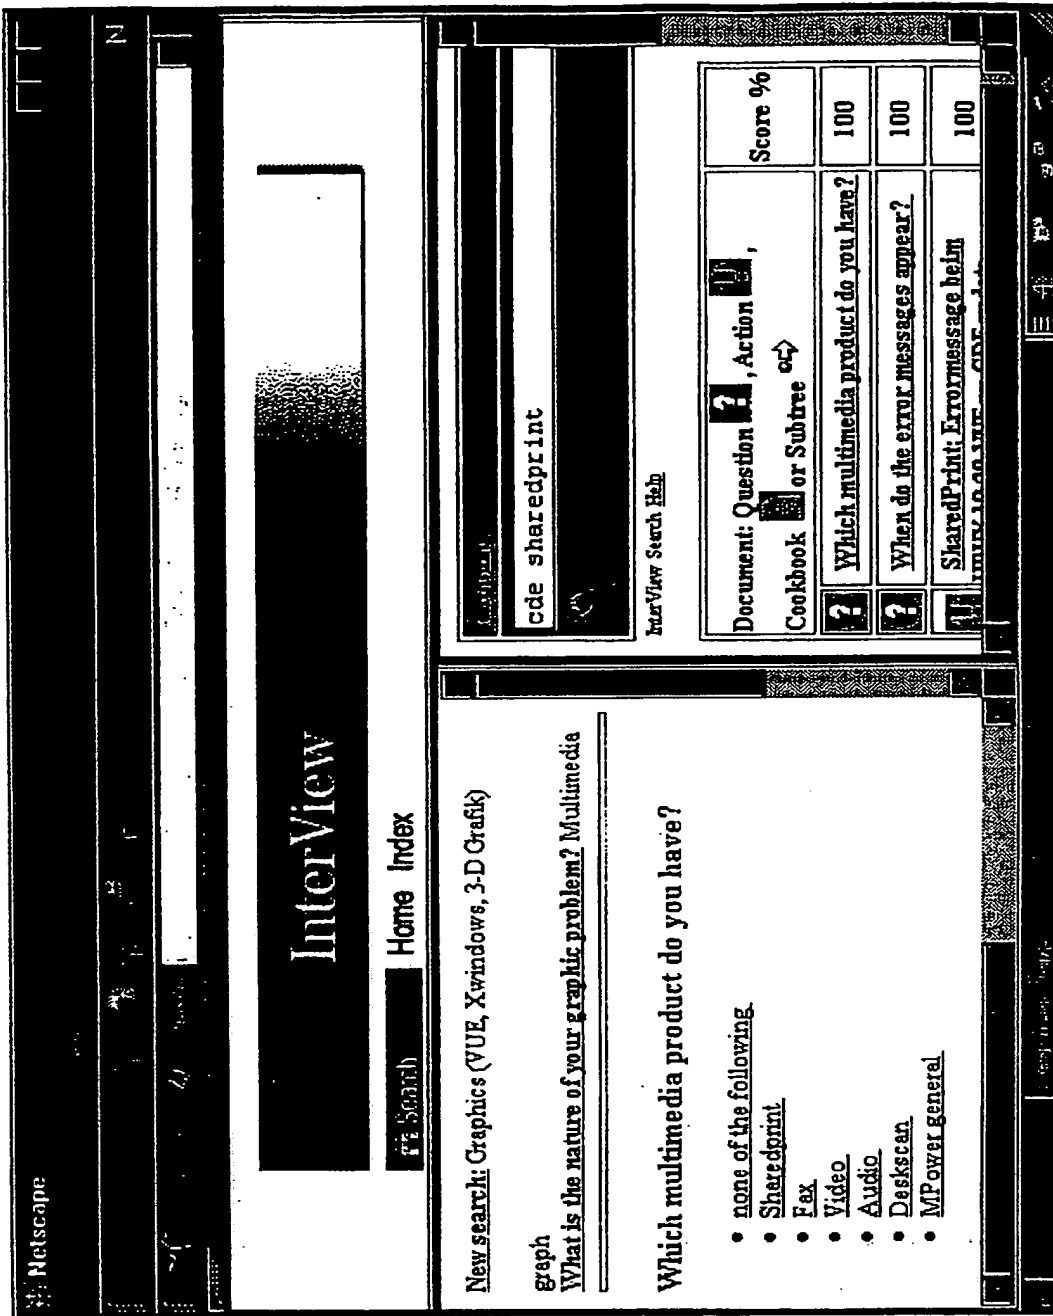 Netscape
N
InterView
Search Home Index
New search: Graphics (VUE, Xwindows, 3-D Grafik)
graph
What is the nature of your graphic problem? Multimedia
Which multimedia product do you have?
• none of the following
• Sharedprint
• Fax
• Video
• Audio
• Deskscan
• MPower general
cde sharedprint
InterView Search Help
Document: Question ? , Action ,
Cookbook or Subtree
Score %
? Which multimedia product do you have? 100
? When do the error messages appear? 100
SharedPrint: Errormessage beim 100